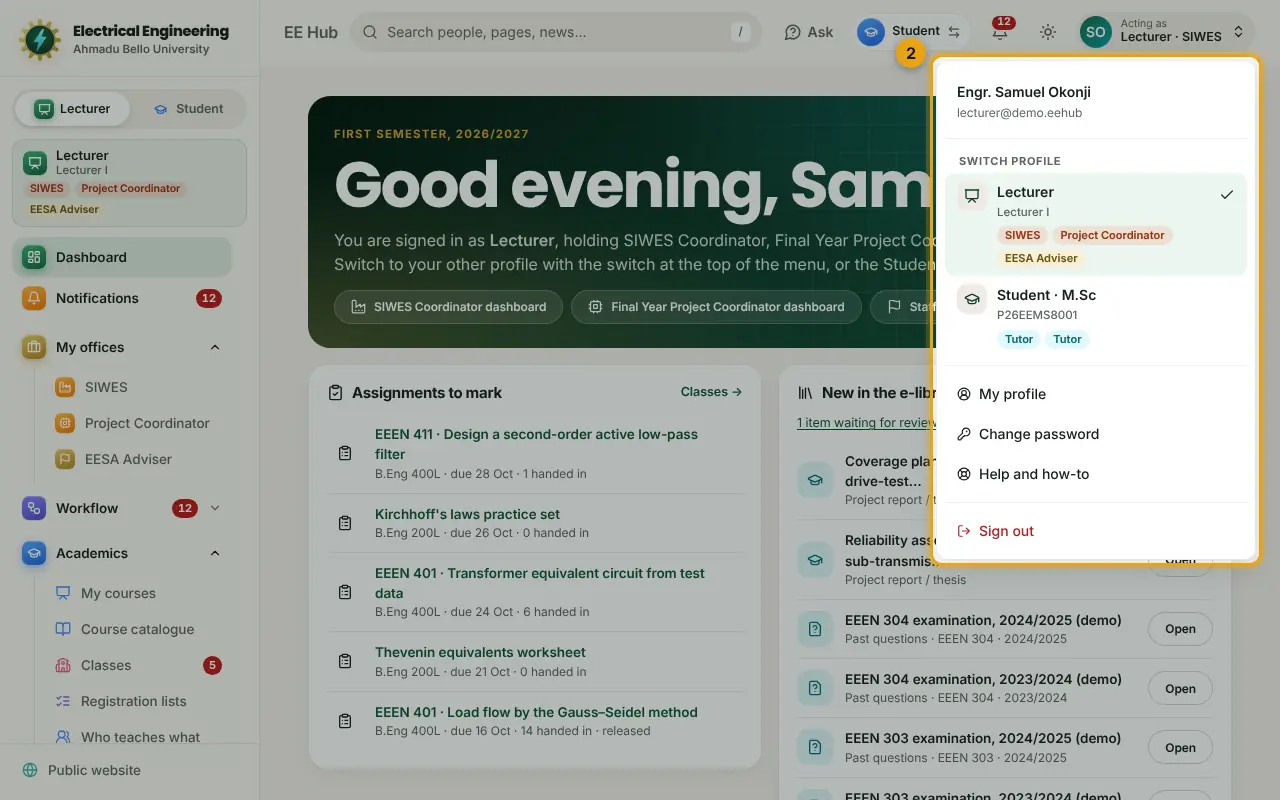 Electrical Engineering
Ahmadu Bello University
EE Hub
Search people, pages, news...
/
Ask
Student
12
SO
Acting as
Lecturer · SIWES
2
Lecturer
Student
Lecturer
Lecturer I
SIWES
Project Coordinator
EESA Adviser
Dashboard
Notifications
12
My offices
SIWES
Project Coordinator
EESA Adviser
Workflow
12
Academics
My courses
Course catalogue
Classes
5
Registration lists
Who teaches what
Public website
FIRST SEMESTER, 2026/2027
Good evening, Sam
You are signed in as Lecturer, holding SIWES Coordinator, Final Year Project Co
Switch to your other profile with the switch at the top of the menu, or the Studen
SIWES Coordinator dashboard
Final Year Project Coordinator dashboard
Staf
Assignments to mark
Classes →
EEEN 411 · Design a second-order active low-pass
filter
B.Eng 400L · due 28 Oct · 1 handed in
Kirchhoff's laws practice set
B.Eng 200L · due 26 Oct · 0 handed in
EEEN 401 · Transformer equivalent circuit from test
data
B.Eng 400L · due 24 Oct · 6 handed in
Thevenin equivalents worksheet
B.Eng 200L · due 21 Oct · 0 handed in
EEEN 401 · Load flow by the Gauss–Seidel method
B.Eng 400L · due 16 Oct · 14 handed in · released
New in the e-libr
1 item waiting for review
Coverage plan
drive-test...
Project report / t
Reliability asse
sub-transmis...
Project report / thesis
Open
EEEN 304 examination, 2024/2025 (demo)
Past questions · EEEN 304 · 2024/2025
Open
EEEN 304 examination, 2023/2024 (demo)
Past questions · EEEN 304 · 2023/2024
Open
EEEN 303 examination, 2024/2025 (demo)
Past questions · EEEN 303 · 2024/2025
Open
EEEN 303 examination, 2023/2024 (demo)
Engr. Samuel Okonji
lecturer@demo.eehub
SWITCH PROFILE
Lecturer
Lecturer I
SIWES
Project Coordinator
EESA Adviser
Student · M.Sc
P26EEMS8001
Tutor
Tutor
My profile
Change password
Help and how-to
Sign out